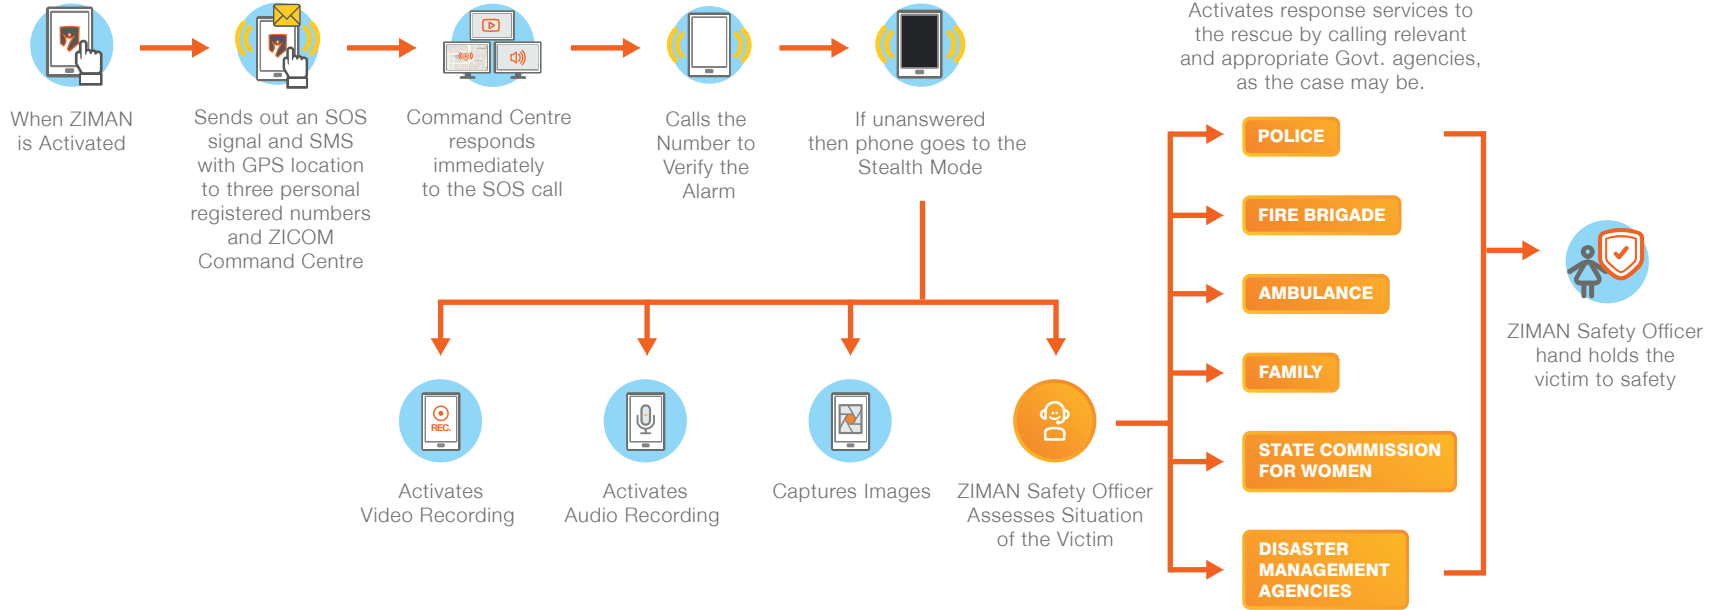 When ZIMAN
is Activated
Sends out an SOS
signal and SMS
with GPS location
to three personal
registered numbers
and ZICOM
Command Centre
Command Centre
responds
immediately
to the SOS call
Calls the
Number to
Verify the
Alarm
If unanswered
then phone goes to the
Stealth Mode
REC.
Activates
Video Recording
Activates
Audio Recording
Captures Images
ZIMAN Safety Officer
Assesses Situation
of the Victim
Activates response services to
the rescue by calling relevant
and appropriate Govt. agencies,
as the case may be.
POLICE
FIRE BRIGADE
AMBULANCE
FAMILY
STATE COMMISSION
FOR WOMEN
DISASTER
MANAGEMENT
AGENCIES
ZIMAN Safety Officer
hand holds the
victim to safety